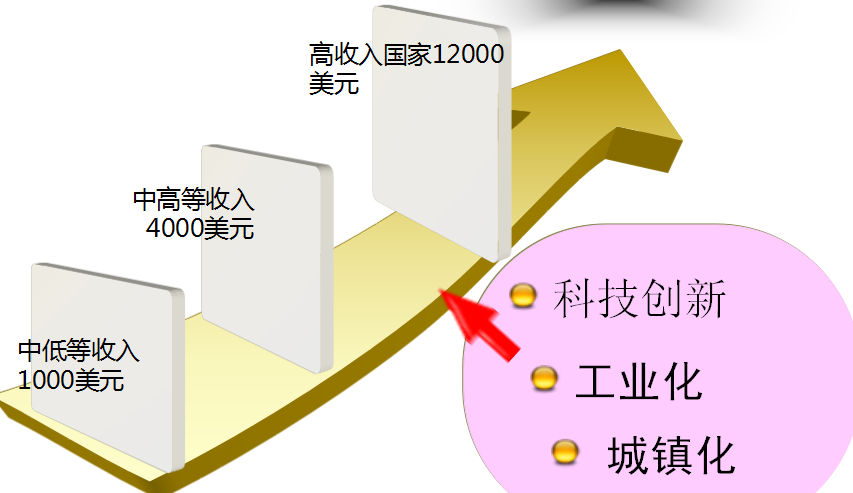 高收入国家12000
美元
中高等收入
4000美元
中低等收入
1000美元
科技创新
工业化
城镇化